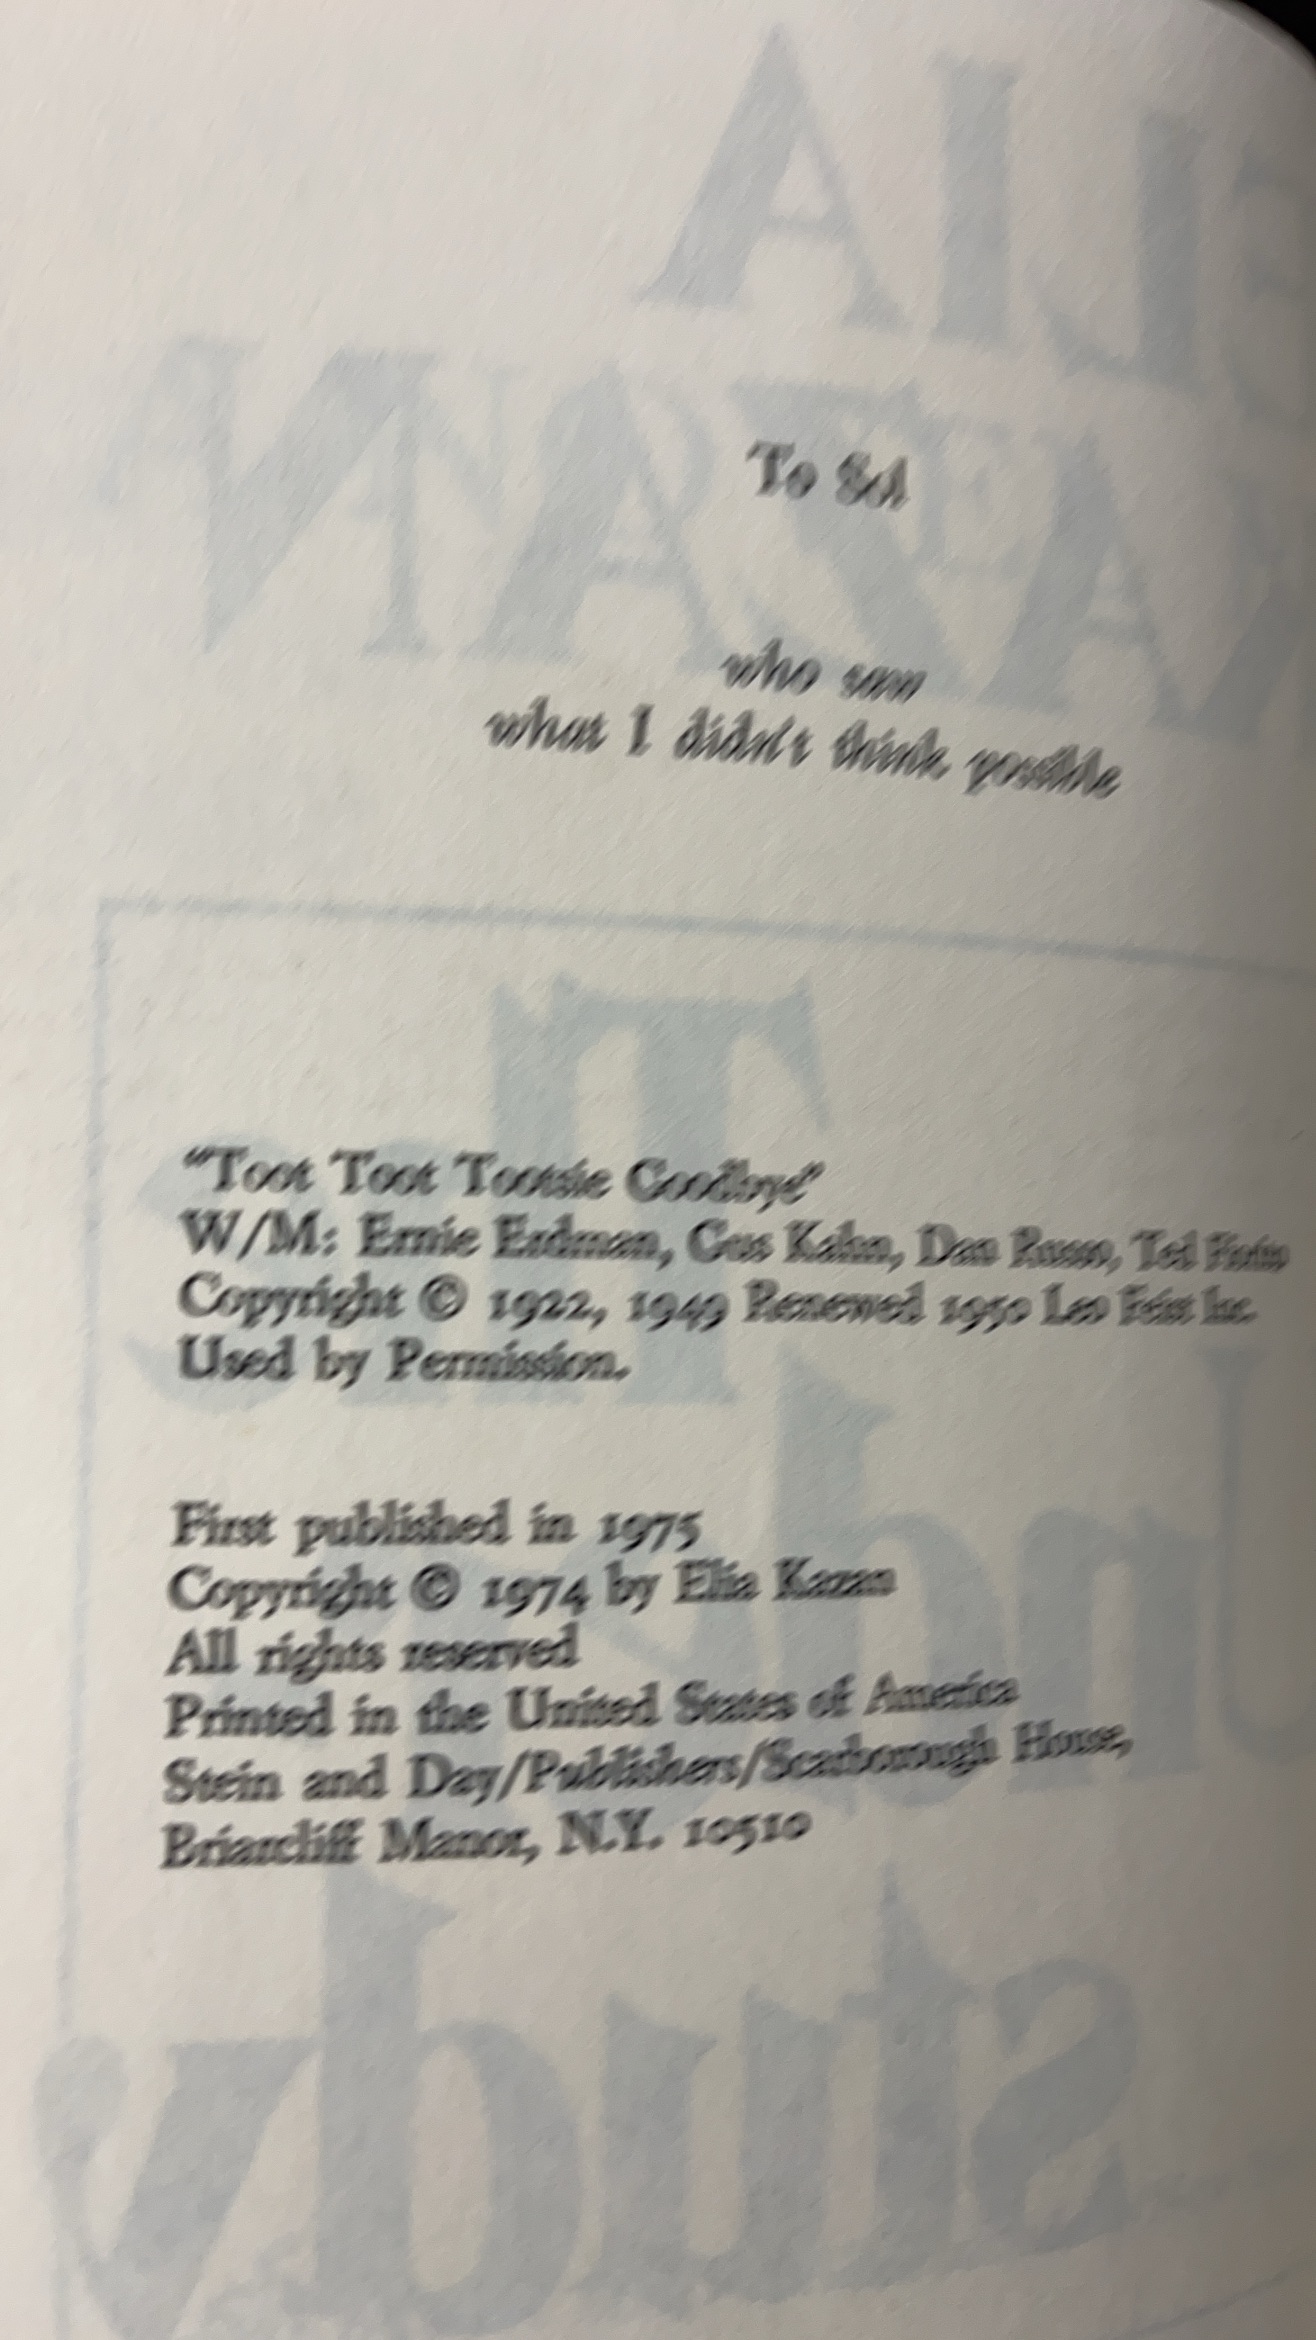 To Sol
who saw
what I didn't think possible
"Toot Toot Tootsie Goodbye"
W/M: Ernie Erdman, Gus Kahn, Dan Russo, Ted Fiorito
Copyright © 1922, 1949 Renewed 1950 Leo Feist Inc.
Used by Permission.
First published in 1975
Copyright © 1974 by Elia Kazan
All rights reserved
Printed in the United States of America
Stein and Day/Publishers/Scarborough House,
Briarcliff Manor, N.Y. 10510